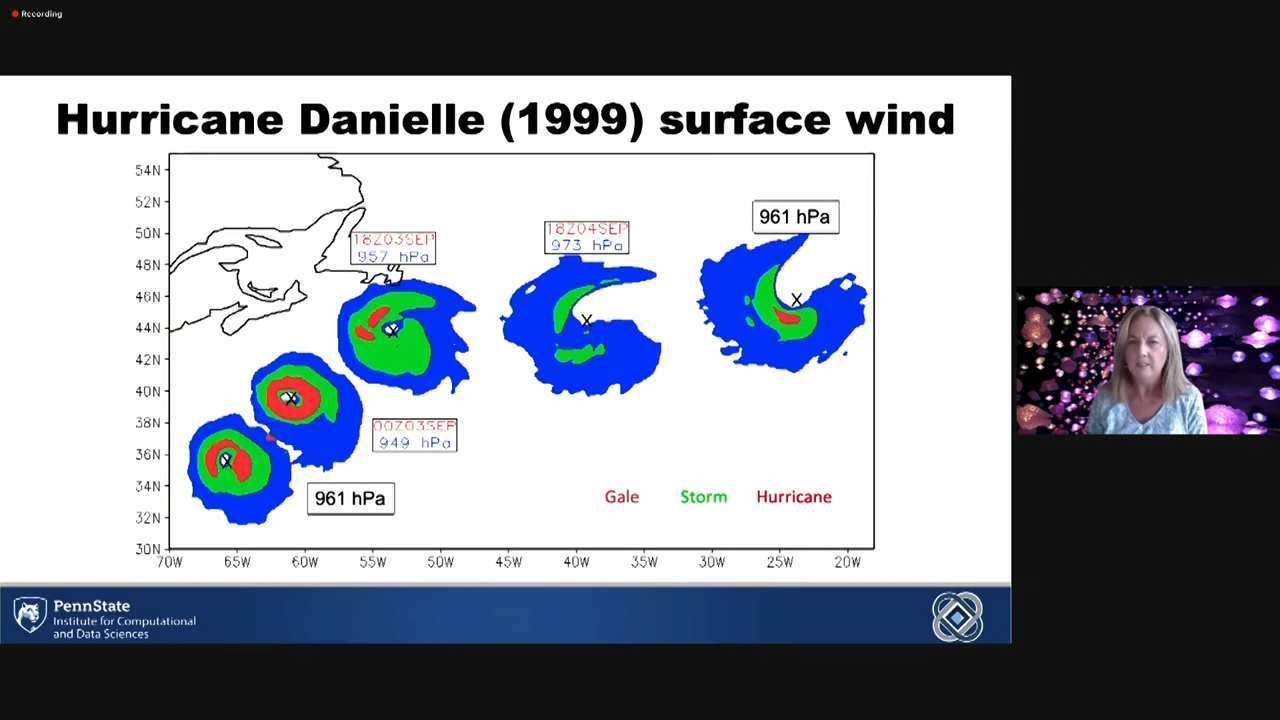 Recording
Hurricane Danielle (1999) surface wind
54N
52N
50N
48N
46N
44N
42N
40N
38N
36N
34N
32N
30N
70W 65W 60W 55W 50W 45W 40W 35W 30W 25W 20W
18Z03SEP
957 hPa
18Z04SEP
973 hPa
961 hPa
00Z03SEP
949 hPa
961 hPa
Gale Storm Hurricane
PennState
Institute for Computational
and Data Sciences